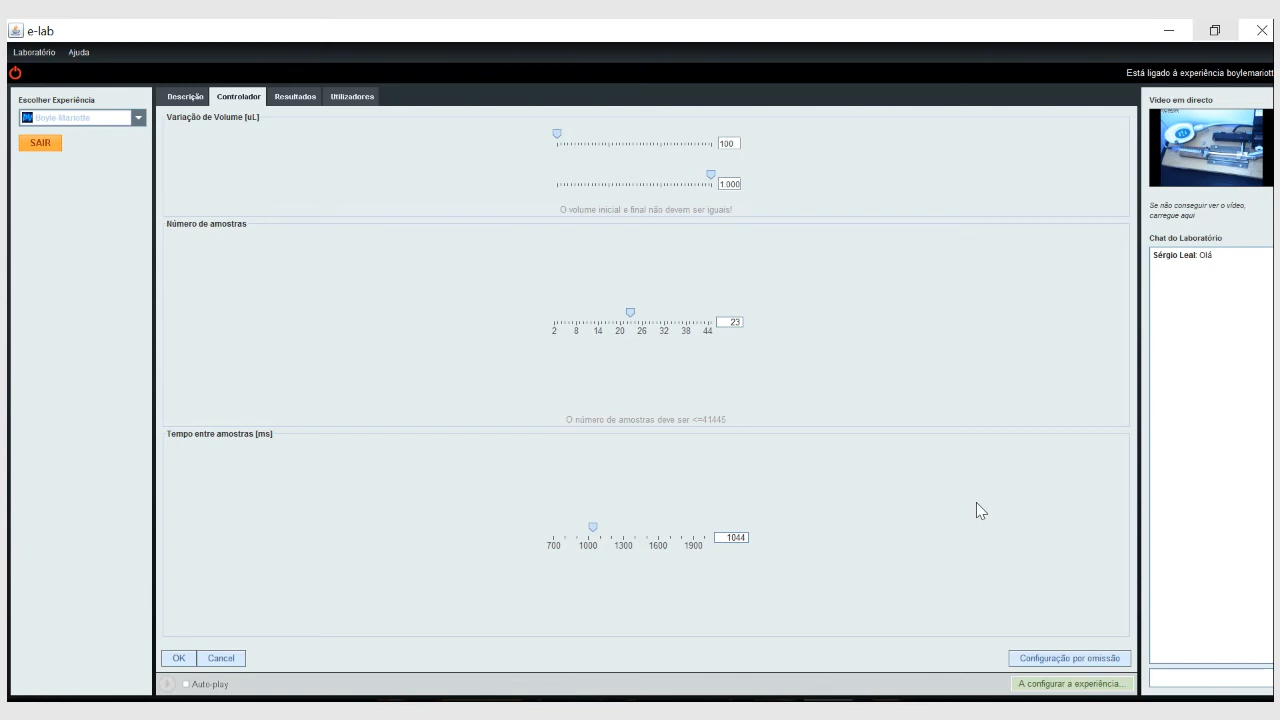 e-lab
Laboratório Ajuda
Está ligado à experiência boylemariott
Escolher Experiência
Boyle-Mariotte
SAIR
Descrição Controlador Resultados Utilizadores
Variação de Volume [uL]
100
1.000
O volume inicial e final não devem ser iguais!
Número de amostras
23
2 8 14 20 26 32 38 44
O número de amostras deve ser <=41445
Tempo entre amostras [ms]
1044
700 1000 1300 1600 1900
OK Cancel
Configuração por omissão
Auto-play
A configurar a experiência...
Video em directo
Se não conseguir ver o vídeo,
carregue aqui
Chat do Laboratório
Sérgio Leal: Olá